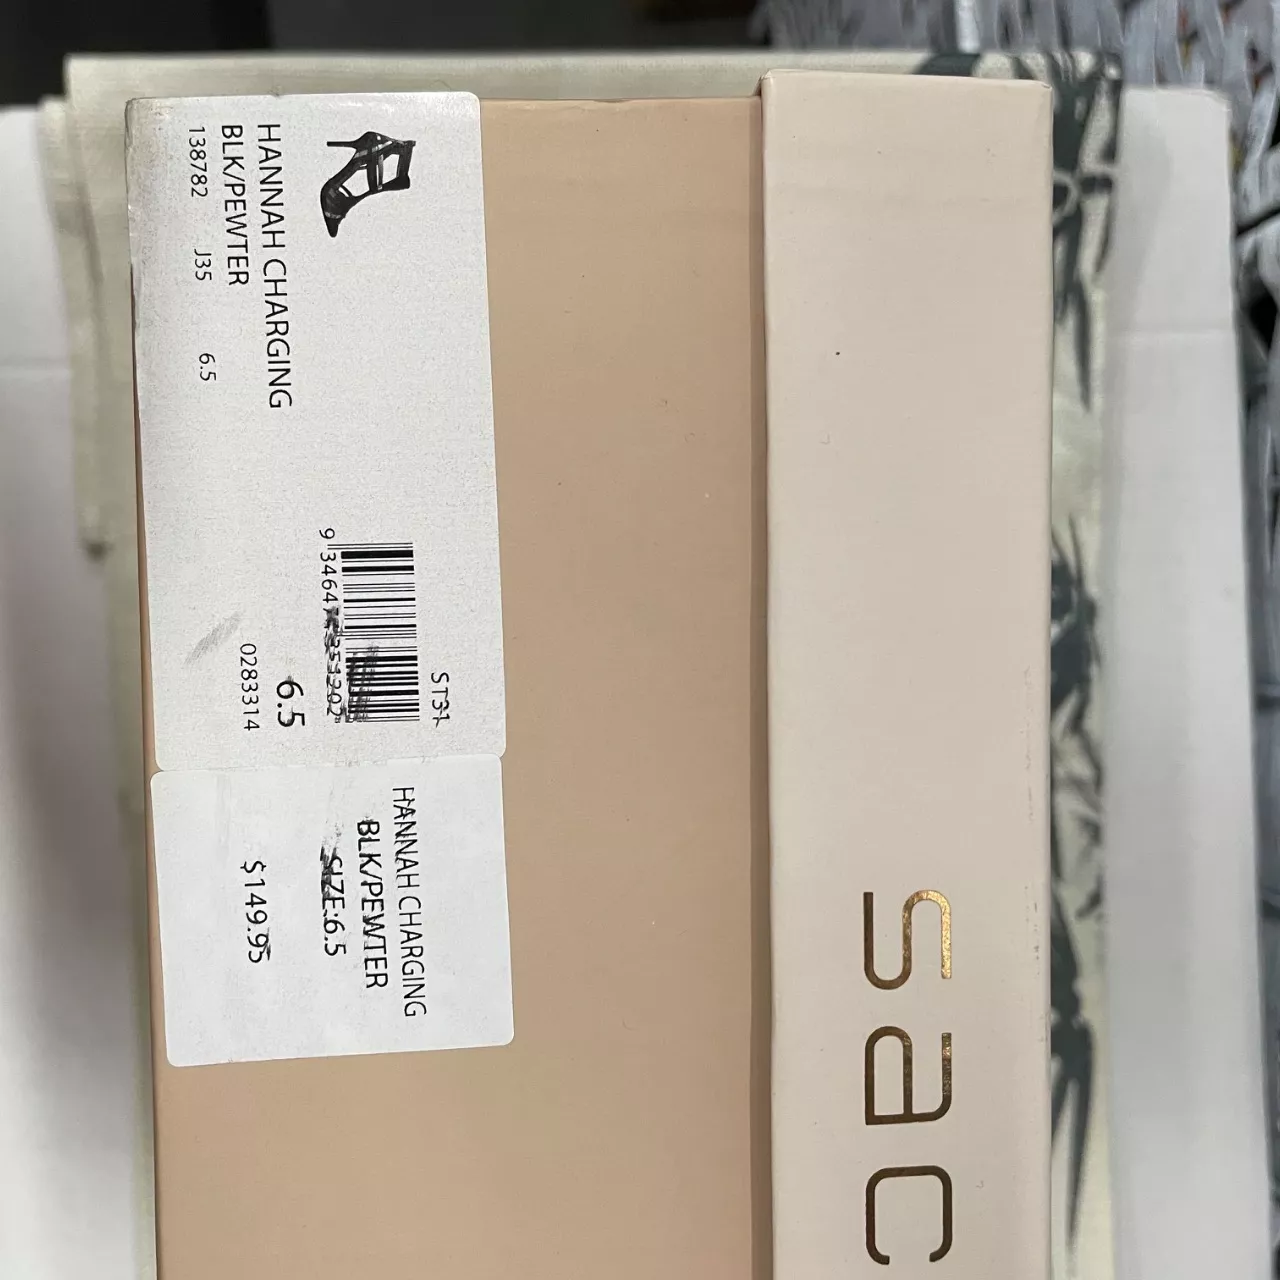 HANNAH CHARGING
BLK/PEWTER
138782 J35 6.5
ST37
6.5
0283314
HANNAH CHARGING
BLK/PEWTER
SIZE:6.5
$149.95
sac